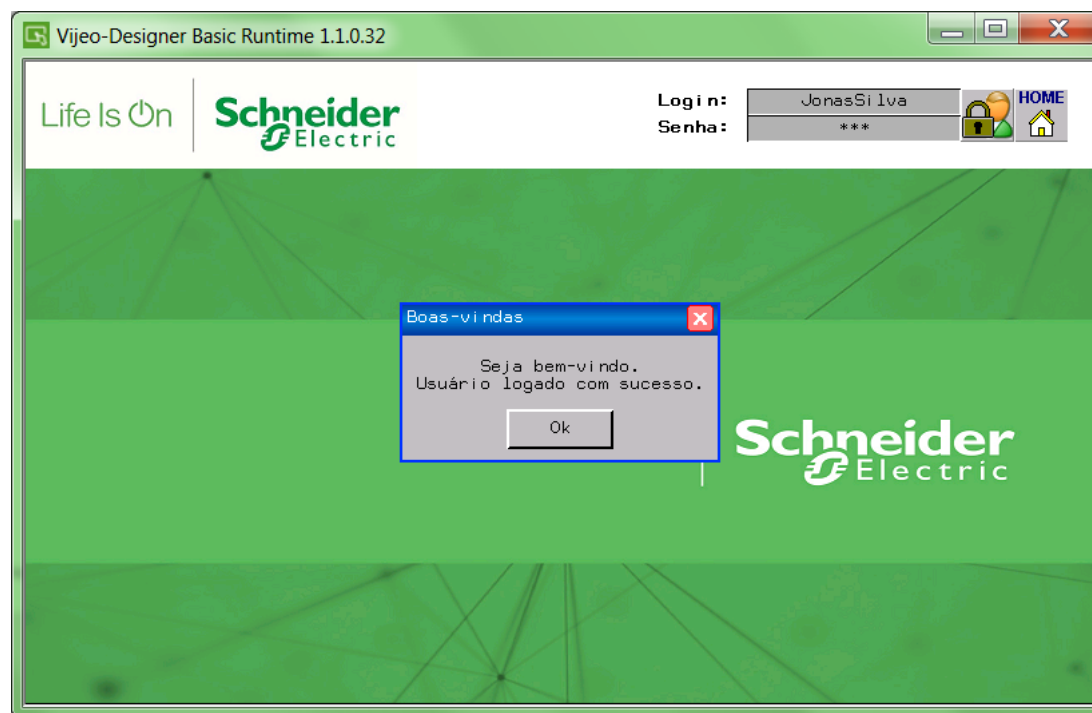 Vijeo-Designer Basic Runtime 1.1.0.32
Life Is On
Schneider
Electric
Login: JonasSilva
Senha: ***
HOME
Boas-vindas
Seja bem-vindo.
Usuário logado com sucesso.
Ok
Schneider
Electric